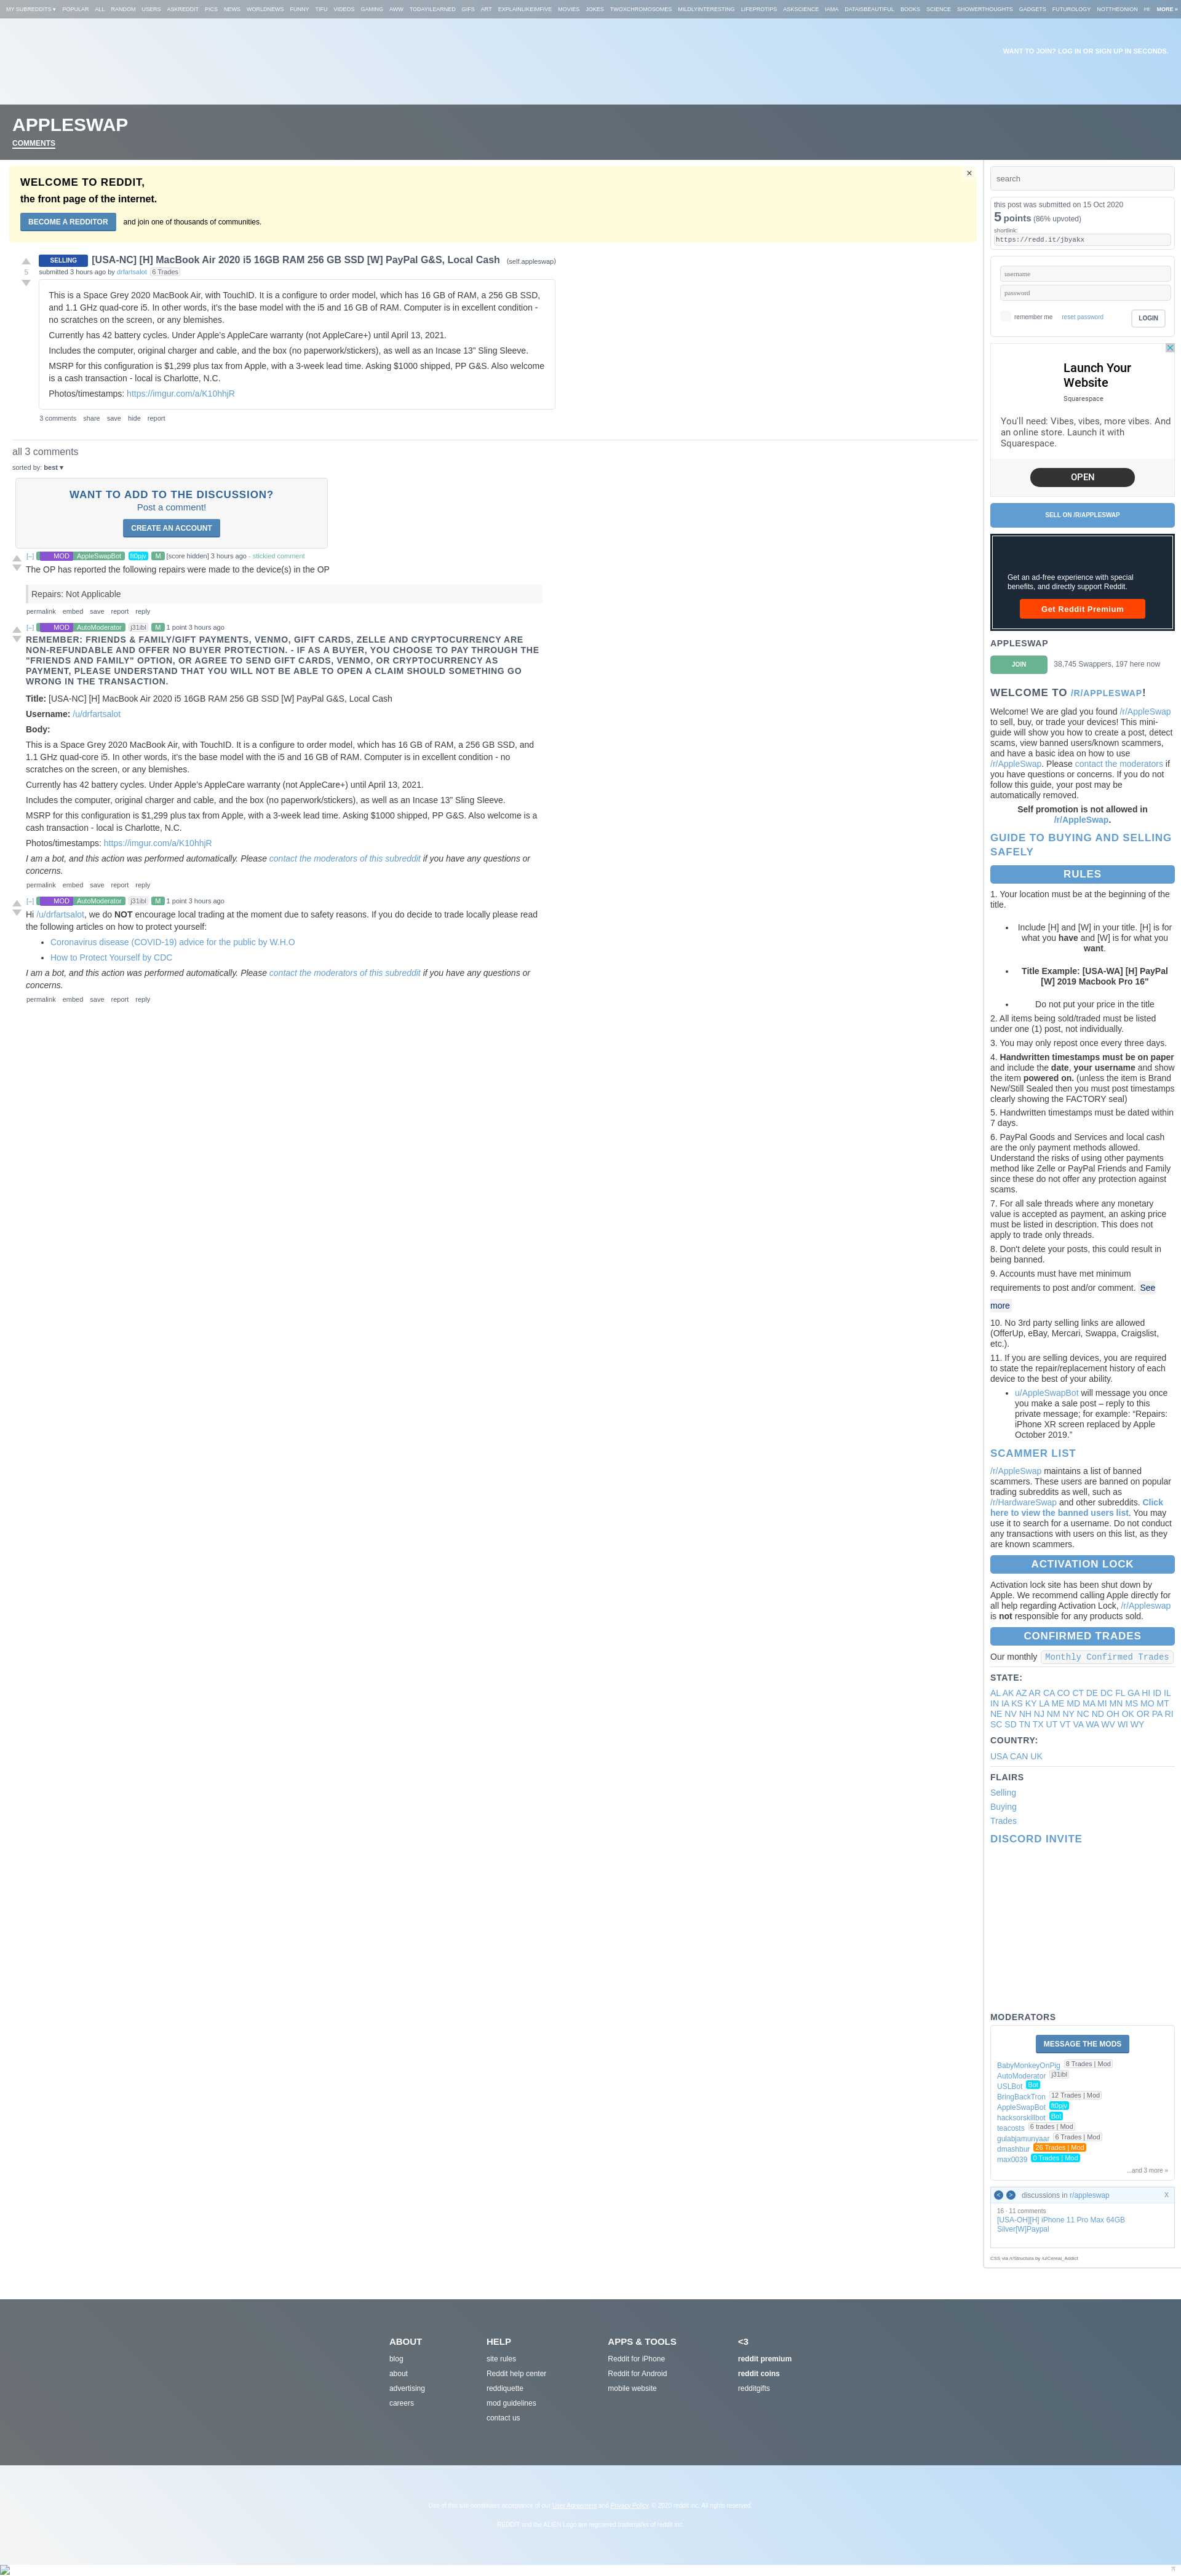 MY SUBREDDITS ▾ POPULAR ALL RANDOM USERS ASKREDDIT PICS NEWS WORLDNEWS FUNNY TIFU VIDEOS GAMING AWW TODAYILEARNED GIFS ART EXPLAINLIKEIMFIVE MOVIES JOKES TWOXCHROMOSOMES MILDLYINTERESTING LIFEPROTIPS ASKSCIENCE IAMA DATAISBEAUTIFUL BOOKS SCIENCE SHOWERTHOUGHTS GADGETS FUTUROLOGY NOTTHEONION HI MORE »
WANT TO JOIN? LOG IN OR SIGN UP IN SECONDS.
APPLESWAP
COMMENTS
WELCOME TO REDDIT,
the front page of the internet.
BECOME A REDDITOR and join one of thousands of communities.
×
5
SELLING [USA-NC] [H] MacBook Air 2020 i5 16GB RAM 256 GB SSD [W] PayPal G&S, Local Cash (self.appleswap)
submitted 3 hours ago by drfartsalot 6 Trades
This is a Space Grey 2020 MacBook Air, with TouchID. It is a configure to order model, which has 16 GB of RAM, a 256 GB SSD,
and 1.1 GHz quad-core i5. In other words, it's the base model with the i5 and 16 GB of RAM. Computer is in excellent condition -
no scratches on the screen, or any blemishes.
Currently has 42 battery cycles. Under Apple's AppleCare warranty (not AppleCare+) until April 13, 2021.
Includes the computer, original charger and cable, and the box (no paperwork/stickers), as well as an Incase 13” Sling Sleeve.
MSRP for this configuration is $1,299 plus tax from Apple, with a 3-week lead time. Asking $1000 shipped, PP G&S. Also welcome
is a cash transaction - local is Charlotte, N.C.
Photos/timestamps: https://imgur.com/a/K10hhjR
3 comments share save hide report
all 3 comments
sorted by: best ▾
WANT TO ADD TO THE DISCUSSION?
Post a comment!
CREATE AN ACCOUNT
[–] MOD AppleSwapBot ft0pjv M [score hidden] 3 hours ago - stickied comment
The OP has reported the following repairs were made to the device(s) in the OP
Repairs: Not Applicable
permalink embed save report reply
[–] MOD AutoModerator j31ibl M 1 point 3 hours ago
REMEMBER: FRIENDS & FAMILY/GIFT PAYMENTS, VENMO, GIFT CARDS, ZELLE AND CRYPTOCURRENCY ARE
NON-REFUNDABLE AND OFFER NO BUYER PROTECTION. - IF AS A BUYER, YOU CHOOSE TO PAY THROUGH THE
"FRIENDS AND FAMILY" OPTION, OR AGREE TO SEND GIFT CARDS, VENMO, OR CRYPTOCURRENCY AS
PAYMENT, PLEASE UNDERSTAND THAT YOU WILL NOT BE ABLE TO OPEN A CLAIM SHOULD SOMETHING GO
WRONG IN THE TRANSACTION.
Title: [USA-NC] [H] MacBook Air 2020 i5 16GB RAM 256 GB SSD [W] PayPal G&S, Local Cash
Username: /u/drfartsalot
Body:
This is a Space Grey 2020 MacBook Air, with TouchID. It is a configure to order model, which has 16 GB of RAM, a 256 GB SSD, and
1.1 GHz quad-core i5. In other words, it's the base model with the i5 and 16 GB of RAM. Computer is in excellent condition - no
scratches on the screen, or any blemishes.
Currently has 42 battery cycles. Under Apple's AppleCare warranty (not AppleCare+) until April 13, 2021.
Includes the computer, original charger and cable, and the box (no paperwork/stickers), as well as an Incase 13” Sling Sleeve.
MSRP for this configuration is $1,299 plus tax from Apple, with a 3-week lead time. Asking $1000 shipped, PP G&S. Also welcome is a
cash transaction - local is Charlotte, N.C.
Photos/timestamps: https://imgur.com/a/K10hhjR
I am a bot, and this action was performed automatically. Please contact the moderators of this subreddit if you have any questions or
concerns.
permalink embed save report reply
[–] MOD AutoModerator j31ibl M 1 point 3 hours ago
Hi /u/drfartsalot, we do NOT encourage local trading at the moment due to safety reasons. If you do decide to trade locally please read
the following articles on how to protect yourself:
• Coronavirus disease (COVID-19) advice for the public by W.H.O
• How to Protect Yourself by CDC
I am a bot, and this action was performed automatically. Please contact the moderators of this subreddit if you have any questions or
concerns.
permalink embed save report reply
search
this post was submitted on 15 Oct 2020
5 points (86% upvoted)
shortlink:
https://redd.it/jbyakx
username
password
remember me reset password LOGIN
Launch Your
Website
Squarespace
You'll need: Vibes, vibes, more vibes. And
an online store. Launch it with
Squarespace.
OPEN
SELL ON /R/APPLESWAP
Get an ad-free experience with special
benefits, and directly support Reddit.
Get Reddit Premium
APPLESWAP
JOIN 38,745 Swappers, 197 here now
WELCOME TO /R/APPLESWAP!
Welcome! We are glad you found /r/AppleSwap
to sell, buy, or trade your devices! This mini-
guide will show you how to create a post, detect
scams, view banned users/known scammers,
and have a basic idea on how to use
/r/AppleSwap. Please contact the moderators if
you have questions or concerns. If you do not
follow this guide, your post may be
automatically removed.
Self promotion is not allowed in
/r/AppleSwap.
GUIDE TO BUYING AND SELLING
SAFELY
RULES
1. Your location must be at the beginning of the
title.
• Include [H] and [W] in your title. [H] is for
what you have and [W] is for what you
want.
• Title Example: [USA-WA] [H] PayPal
[W] 2019 Macbook Pro 16"
• Do not put your price in the title
2. All items being sold/traded must be listed
under one (1) post, not individually.
3. You may only repost once every three days.
4. Handwritten timestamps must be on paper
and include the date, your username and show
the item powered on. (unless the item is Brand
New/Still Sealed then you must post timestamps
clearly showing the FACTORY seal)
5. Handwritten timestamps must be dated within
7 days.
6. PayPal Goods and Services and local cash
are the only payment methods allowed.
Understand the risks of using other payments
method like Zelle or PayPal Friends and Family
since these do not offer any protection against
scams.
7. For all sale threads where any monetary
value is accepted as payment, an asking price
must be listed in description. This does not
apply to trade only threads.
8. Don't delete your posts, this could result in
being banned.
9. Accounts must have met minimum
requirements to post and/or comment. See
more
10. No 3rd party selling links are allowed
(OfferUp, eBay, Mercari, Swappa, Craigslist,
etc.).
11. If you are selling devices, you are required
to state the repair/replacement history of each
device to the best of your ability.
• u/AppleSwapBot will message you once
you make a sale post – reply to this
private message; for example: “Repairs:
iPhone XR screen replaced by Apple
October 2019.”
SCAMMER LIST
/r/AppleSwap maintains a list of banned
scammers. These users are banned on popular
trading subreddits as well, such as
/r/HardwareSwap and other subreddits. Click
here to view the banned users list. You may
use it to search for a username. Do not conduct
any transactions with users on this list, as they
are known scammers.
ACTIVATION LOCK
Activation lock site has been shut down by
Apple. We recommend calling Apple directly for
all help regarding Activation Lock, /r/Appleswap
is not responsible for any products sold.
CONFIRMED TRADES
Our monthly Monthly Confirmed Trades
STATE:
AL AK AZ AR CA CO CT DE DC FL GA HI ID IL
IN IA KS KY LA ME MD MA MI MN MS MO MT
NE NV NH NJ NM NY NC ND OH OK OR PA RI
SC SD TN TX UT VT VA WA WV WI WY
COUNTRY:
USA CAN UK
FLAIRS
Selling
Buying
Trades
DISCORD INVITE
MODERATORS
MESSAGE THE MODS
BabyMonkeyOnPig 8 Trades | Mod
AutoModerator j31ibl
USLBot Bot
BringBackTron 12 Trades | Mod
AppleSwapBot ft0pjv
hacksorskillbot Bot
teacosts 6 trades | Mod
gulabjamunyaar 6 Trades | Mod
dmashbur 26 Trades | Mod
max0039 0 Trades | Mod
...and 3 more »
< > discussions in r/appleswap X
16 · 11 comments
[USA-OH][H] iPhone 11 Pro Max 64GB
Silver[W]Paypal
CSS via /r/Structura by /u/Cereal_Addict
ABOUT
blog
about
advertising
careers
HELP
site rules
Reddit help center
reddiquette
mod guidelines
contact us
APPS & TOOLS
Reddit for iPhone
Reddit for Android
mobile website
<3
reddit premium
reddit coins
redditgifts
Use of this site constitutes acceptance of our User Agreement and Privacy Policy. © 2020 reddit inc. All rights reserved.
REDDIT and the ALIEN Logo are registered trademarks of reddit inc.
π